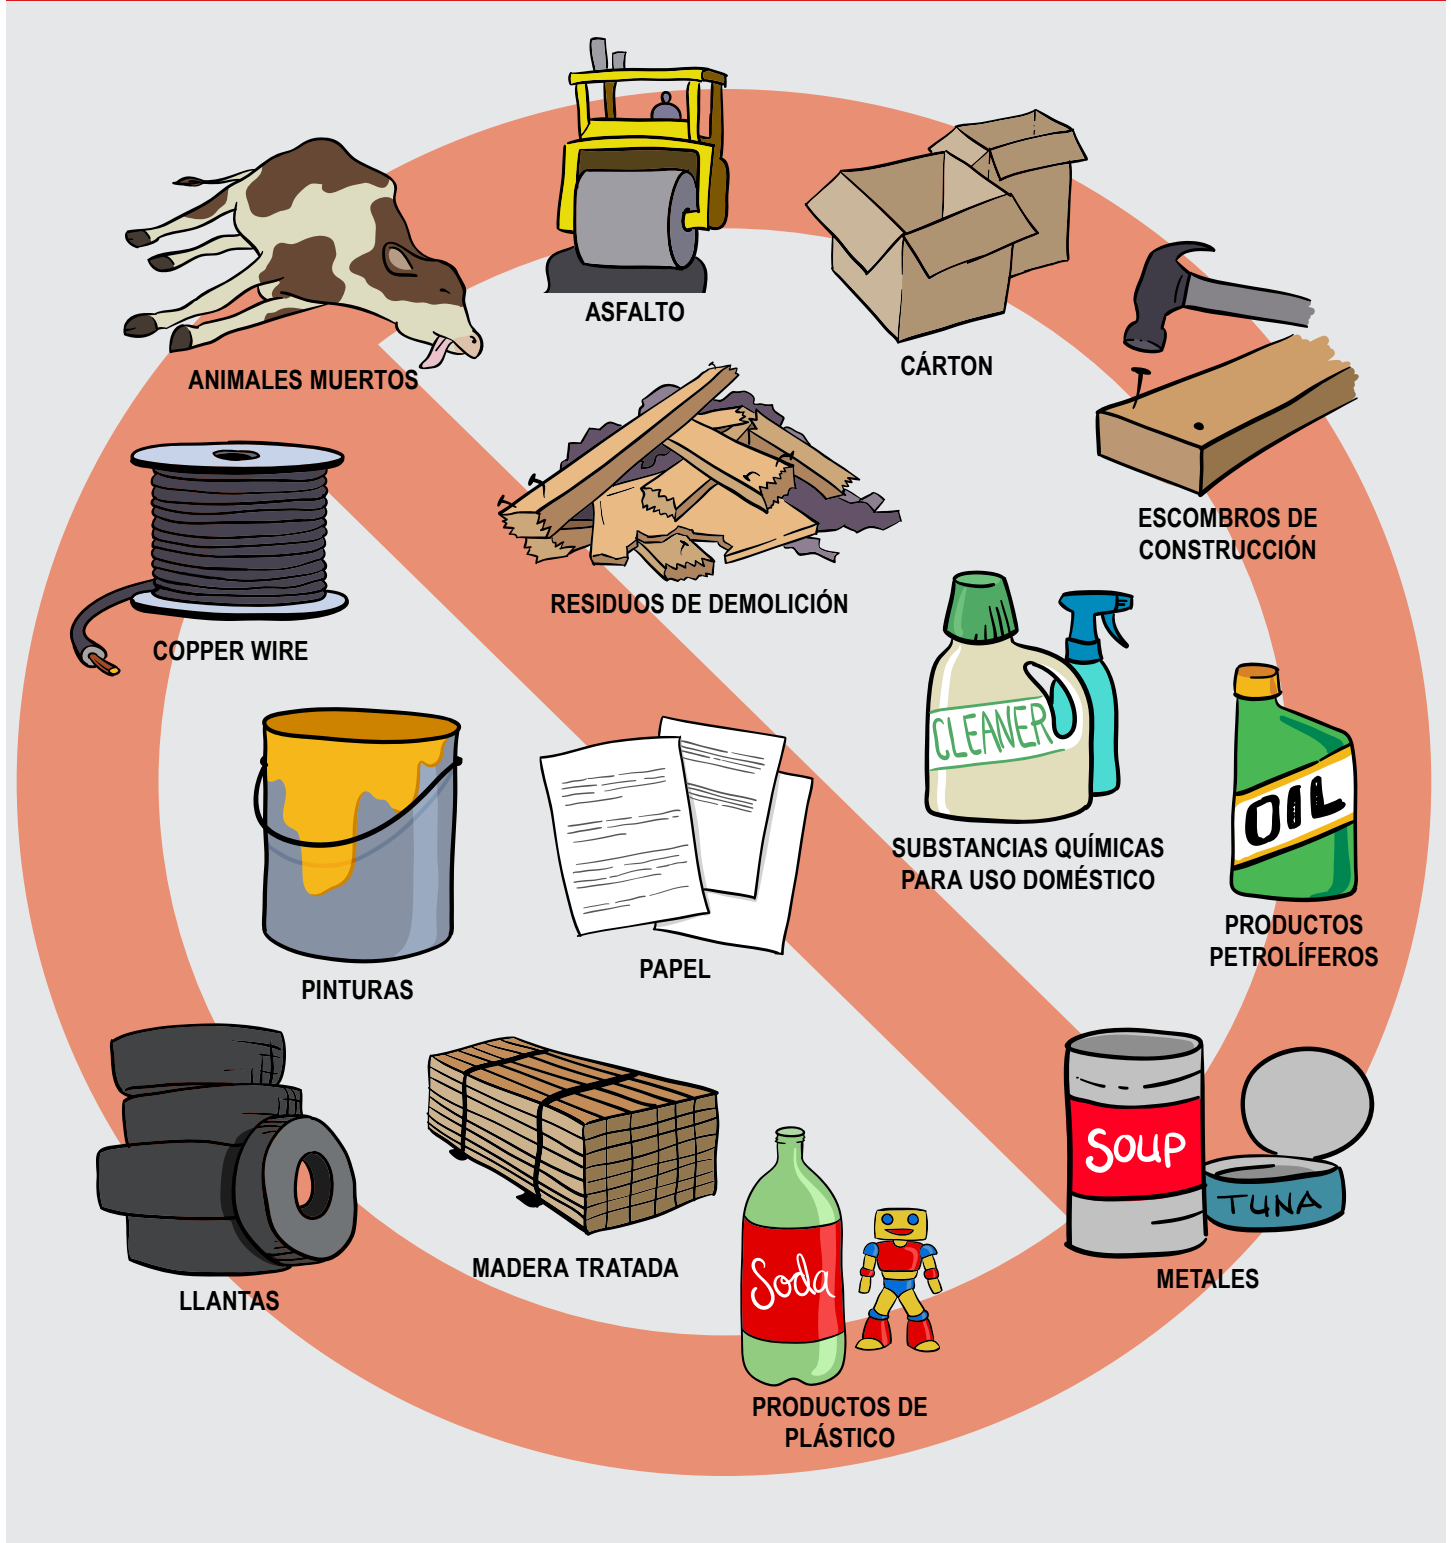 ASFALTO
CÁRTON
ANIMALES MUERTOS
ESCOMBROS DE
CONSTRUCCIÓN
RESIDUOS DE DEMOLICIÓN
COPPER WIRE
CLEANER
SUBSTANCIAS QUÍMICAS
PARA USO DOMÉSTICO
OIL
PRODUCTOS
PETROLÍFEROS
PINTURAS
PAPEL
SOUP
TUNA
METALES
MADERA TRATADA
LLANTAS
Soda
PRODUCTOS DE
PLÁSTICO